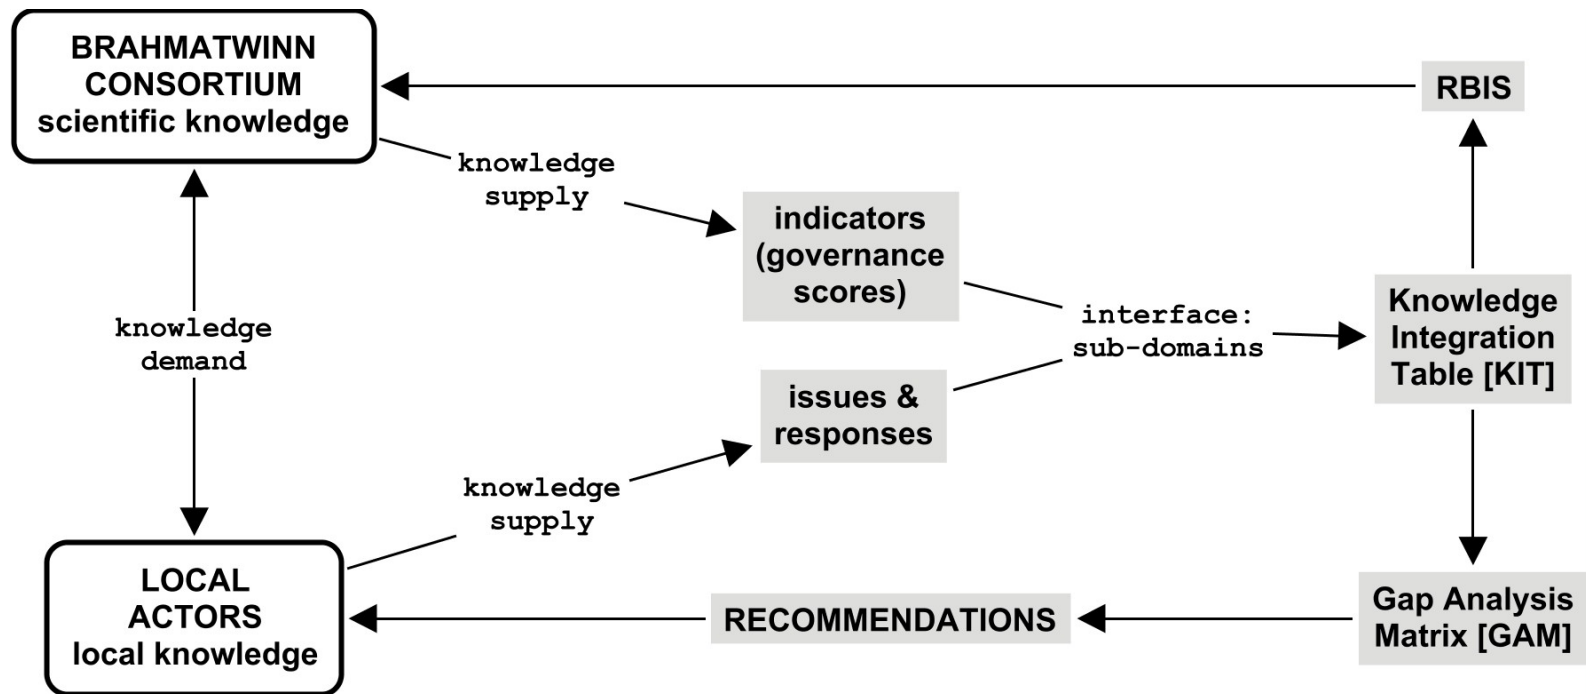 BRAHMATWINN
CONSORTIUM
scientific knowledge
RBIS
knowledge
supply
indicators
(governance
scores)
knowledge
demand
interface:
sub-domains
Knowledge
Integration
Table [KIT]
issues &
responses
knowledge
supply
LOCAL
ACTORS
local knowledge
RECOMMENDATIONS
Gap Analysis
Matrix [GAM]